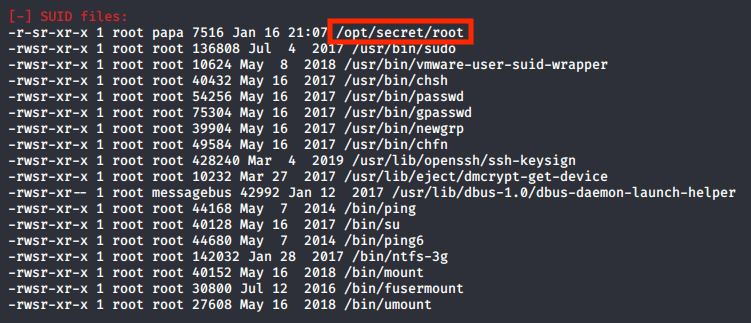 [-] SUID files:
-r-sr-xr-x 1 root papa 7516 Jan 16 21:07 /opt/secret/root
-rwsr-xr-x 1 root root 136808 Jul  4  2017 /usr/bin/sudo
-rwsr-xr-x 1 root root 10624 May  8  2018 /usr/bin/vmware-user-suid-wrapper
-rwsr-xr-x 1 root root 40432 May 16  2017 /usr/bin/chsh
-rwsr-xr-x 1 root root 54256 May 16  2017 /usr/bin/passwd
-rwsr-xr-x 1 root root 75304 May 16  2017 /usr/bin/gpasswd
-rwsr-xr-x 1 root root 39904 May 16  2017 /usr/bin/newgrp
-rwsr-xr-x 1 root root 49584 May 16  2017 /usr/bin/chfn
-rwsr-xr-x 1 root root 428240 Mar  4  2019 /usr/lib/openssh/ssh-keysign
-rwsr-xr-x 1 root root 10232 Mar 27  2017 /usr/lib/eject/dmcrypt-get-device
-rwsr-xr-- 1 root messagebus 42992 Jan 12  2017 /usr/lib/dbus-1.0/dbus-daemon-launch-helper
-rwsr-xr-x 1 root root 44168 May  7  2014 /bin/ping
-rwsr-xr-x 1 root root 40128 May 16  2017 /bin/su
-rwsr-xr-x 1 root root 44680 May  7  2014 /bin/ping6
-rwsr-xr-x 1 root root 142032 Jan 28  2017 /bin/ntfs-3g
-rwsr-xr-x 1 root root 40152 May 16  2018 /bin/mount
-rwsr-xr-x 1 root root 30800 Jul 12  2016 /bin/fusermount
-rwsr-xr-x 1 root root 27608 May 16  2018 /bin/umount